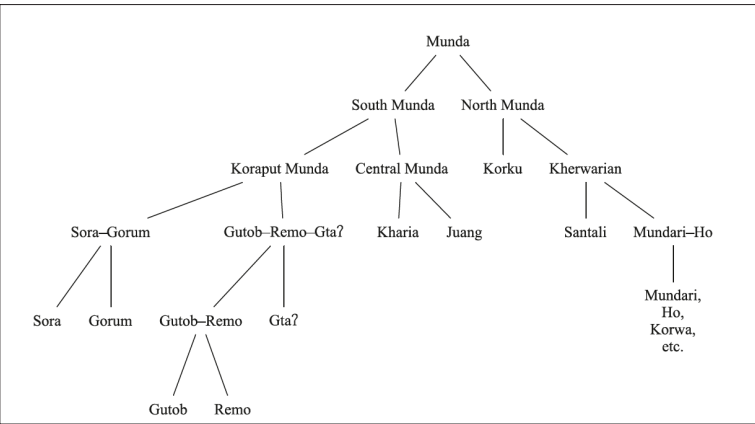 Munda
South Munda North Munda
Koraput Munda Central Munda Korku Kherwarian
Sora–Gorum Gutob–Remo–Gtaʔ Kharia Juang Santali Mundari–Ho
Mundari,
Ho,
Korwa,
etc.
Sora Gorum Gutob–Remo Gtaʔ
Gutob Remo